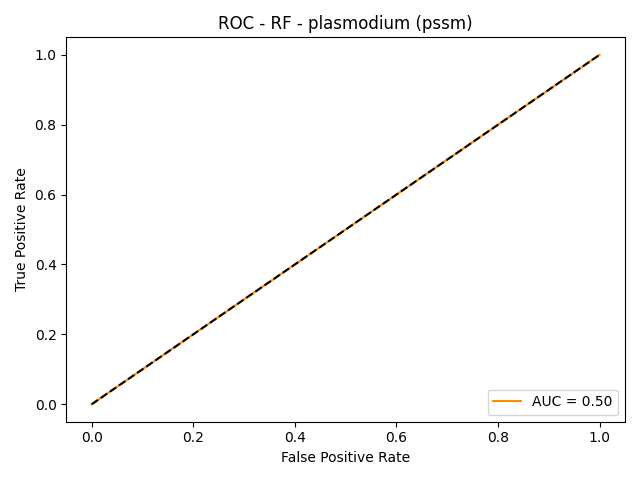 ROC - RF - plasmodium (pssm)
True Positive Rate
1.0
0.8
0.6
0.4
0.2
0.0
AUC = 0.50
0.0 0.2 0.4 0.6 0.8 1.0
False Positive Rate